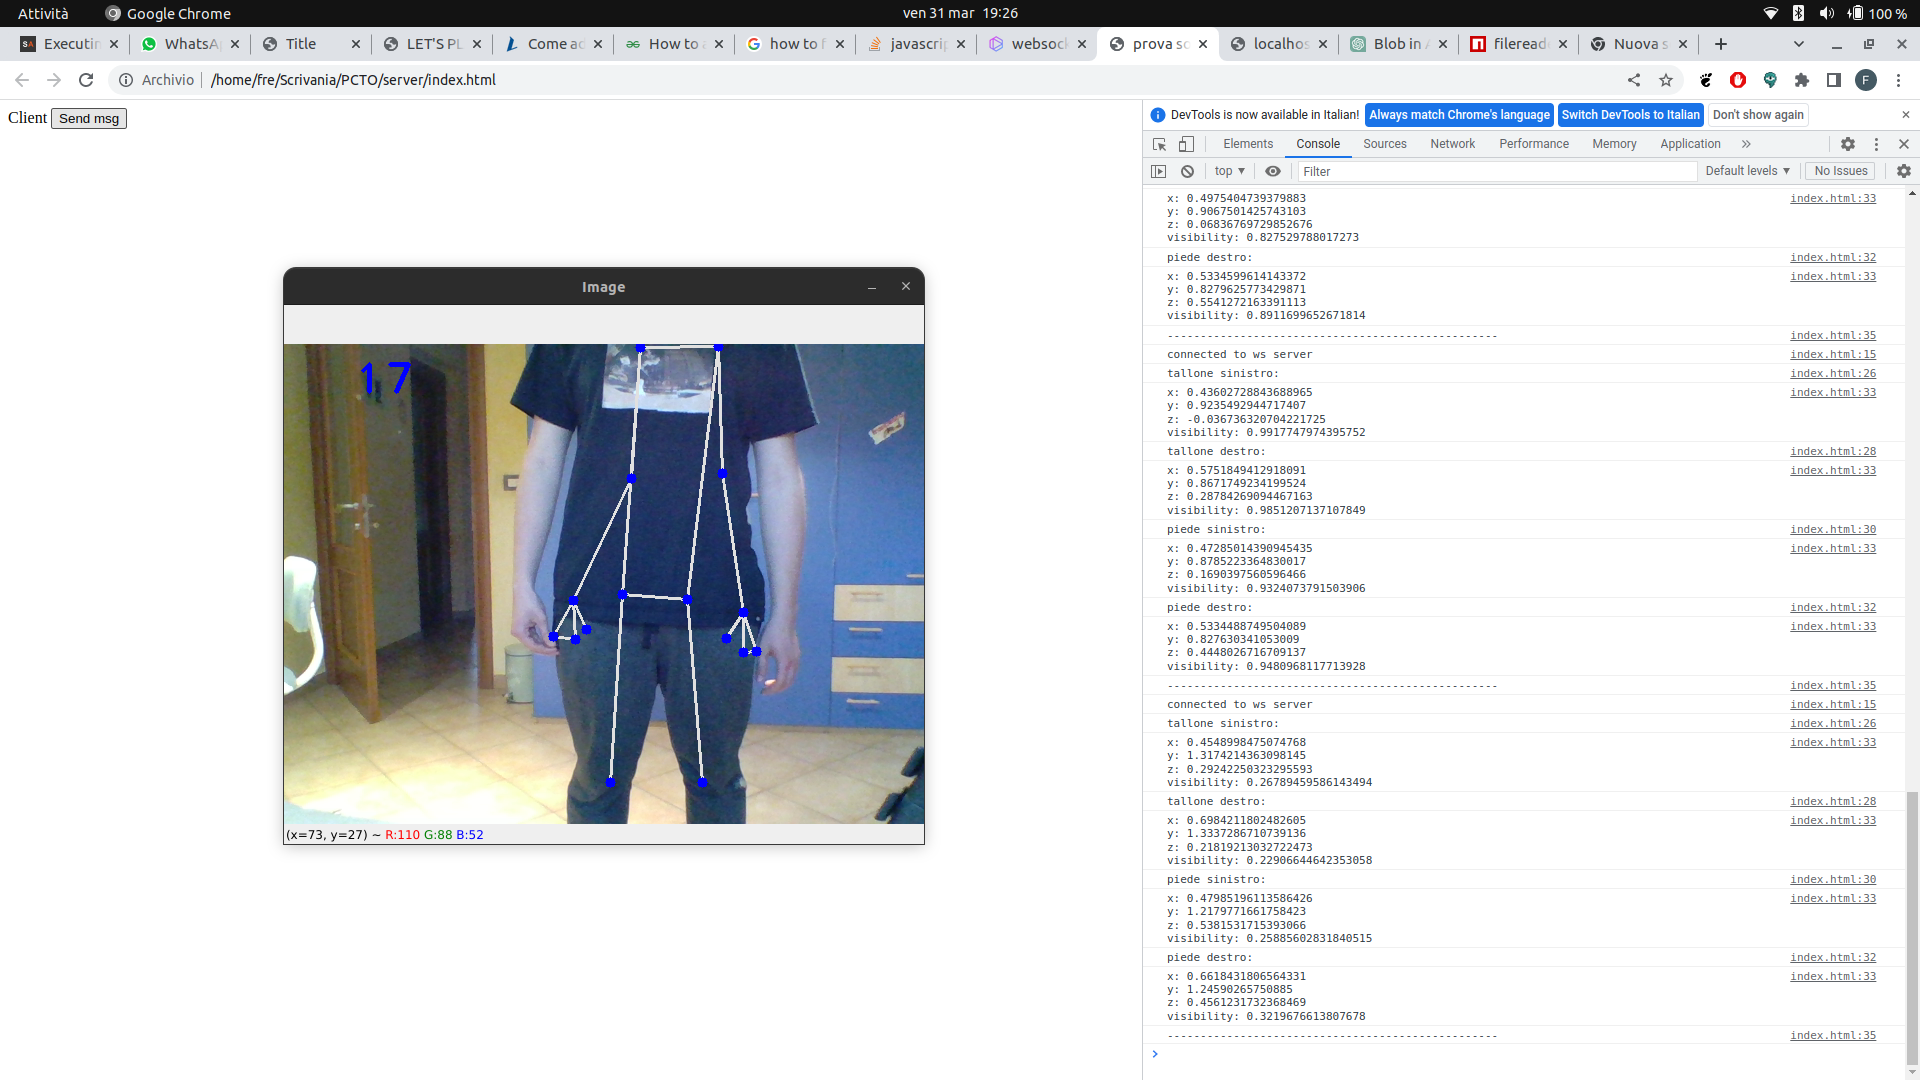 Attività
Google Chrome
ven 31 mar 19:26
100 %
Executin
WhatsA
Title
LET'S PL
Come ad
How to
how to f
javascrip
websock
prova so
localhos
Blob in
fileread
Nuova s
Archivio
/home/fre/Scrivania/PCTO/server/index.html
F
Client
Send msg
DevTools is now available in Italian!
Always match Chrome's language
Switch DevTools to Italian
Don't show again
Elements
Console
Sources
Network
Performance
Memory
Application
top
Filter
Default levels
No Issues
x: 0.4975404739379883 index.html:33
y: 0.9067501425743103
z: 0.06836769729852676
visibility: 0.827529788017273
piede destro: index.html:32
x: 0.5334599614143372 index.html:33
y: 0.8279625773429871
z: 0.5541272163391113
visibility: 0.8911699652671814
-------------------------------------------------- index.html:35
connected to ws server index.html:15
tallone sinistro: index.html:26
x: 0.43602728843688965 index.html:33
y: 0.9235492944717407
z: -0.036736320704221725
visibility: 0.9917747974395752
tallone destro: index.html:28
x: 0.5751849412918091 index.html:33
y: 0.8671749234199524
z: 0.28784269094467163
visibility: 0.9851207137107849
piede sinistro: index.html:30
x: 0.47285014390945435 index.html:33
y: 0.8785223364830017
z: 0.1690397560596466
visibility: 0.9324073791503906
piede destro: index.html:32
x: 0.5334488749504089 index.html:33
y: 0.827630341053009
z: 0.4448026716709137
visibility: 0.9480968117713928
-------------------------------------------------- index.html:35
connected to ws server index.html:15
tallone sinistro: index.html:26
x: 0.4548998475074768 index.html:33
y: 1.3174214363098145
z: 0.29242250323295593
visibility: 0.26789459586143494
tallone destro: index.html:28
x: 0.6984211802482605 index.html:33
y: 1.3337286710739136
z: 0.21819213032722473
visibility: 0.22906644642353058
piede sinistro: index.html:30
x: 0.47985196113586426 index.html:33
y: 1.2179771661758423
z: 0.5381531715393066
visibility: 0.25885602831840515
piede destro: index.html:32
x: 0.6618431806564331 index.html:33
y: 1.24590265750885
z: 0.4561231732368469
visibility: 0.3219676613807678
-------------------------------------------------- index.html:35
Image
17
(x=73, y=27) ~ R:110 G:88 B:52